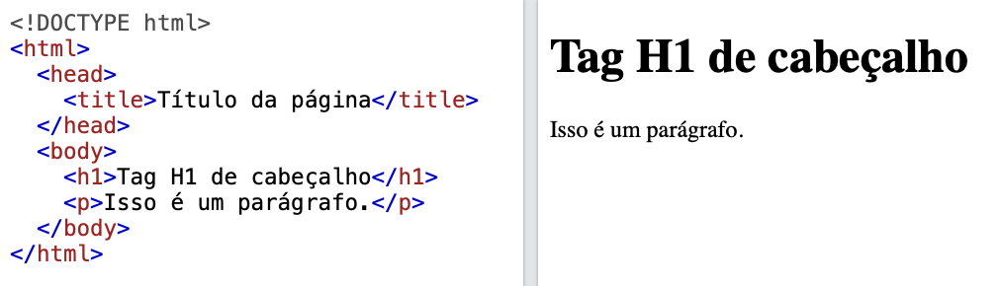 <!DOCTYPE html>
<html>
  <head>
    <title>Título da página</title>
  </head>
  <body>
    <h1>Tag H1 de cabeçalho</h1>
    <p>Isso é um parágrafo.</p>
  </body>
</html>
Tag H1 de cabeçalho
Isso é um parágrafo.